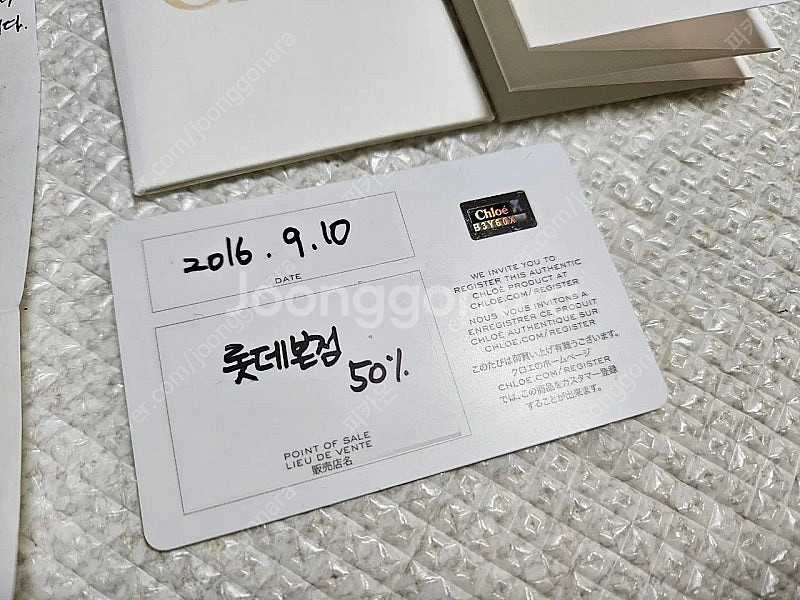 다.
2016.9.10
DATE
롯데본점
50%
POINT OF SALE
LIEU DE VENTE
販売店名
Chloé
WE INVITE YOU TO
REGISTER THIS AUTHENTIC
CHLOÉ PRODUCT AT
CHLOE.COM/REGISTER
NOUS VOUS INVITONS À
ENREGISTRER CE PRODUIT
CHLOÉ AUTHENTIQUE SUR
CHLOE.COM/REGISTER
このたびは御買い上げ有難うございます。
クロエのホームページ
CHLOE.COM/REGISTER
では、この商品をカスタマー登録
することが出来ます。
Joonggonara